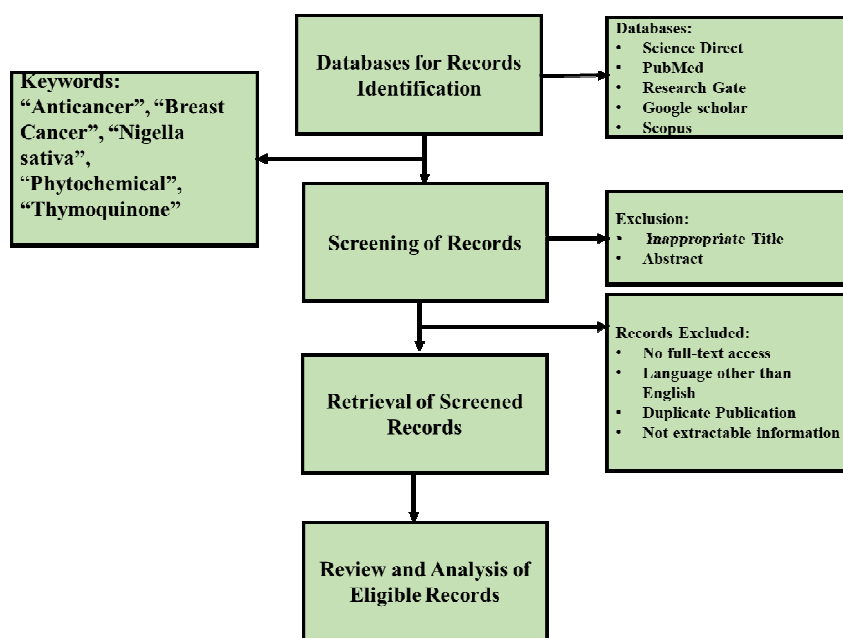 Databases for Records
Identification
Databases:
• Science Direct
• PubMed
• Research Gate
• Google scholar
• Scopus
Keywords:
“Anticancer”, “Breast
Cancer”, “Nigella
sativa”,
“Phytochemical”,
“Thymoquinone”
Screening of Records
Exclusion:
• Inappropriate Title
• Abstract
Records Excluded:
• No full-text access
• Language other than
English
• Duplicate Publication
• Not extractable information
Retrieval of Screened
Records
Review and Analysis of
Eligible Records